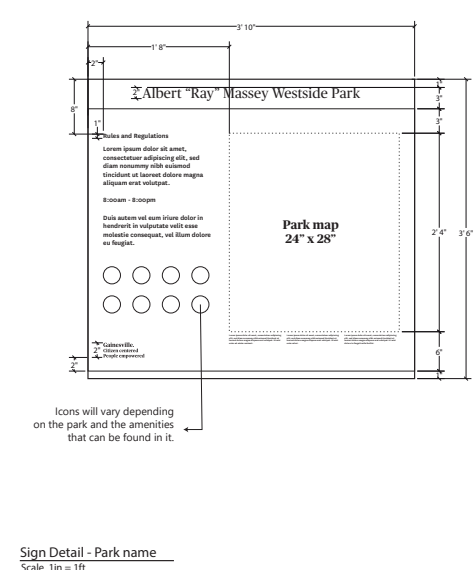 3' 10"
1' 8"
2"
2"
Albert “Ray” Massey Westside Park
1"
3"
8"
3"
1"
Rules and Regulations
Lorem ipsum dolor sit amet,
consectetuer adipiscing elit, sed
diam nonummy nibh euismod
tincidunt ut laoreet dolore magna
aliquam erat volutpat.
8:00am - 8:00pm
Duis autem vel eum iriure dolor in
hendrerit in vulputate velit esse
molestie consequat, vel illum dolore
eu feugiat.
Park map
24” x 28”
2' 4"
3' 6"
2"
Gainesville.
Citizen centered
People empowered
6"
2"
1"
Icons will vary depending
on the park and the amenities
that can be found in it.
Sign Detail - Park name
Scale 1in = 1ft